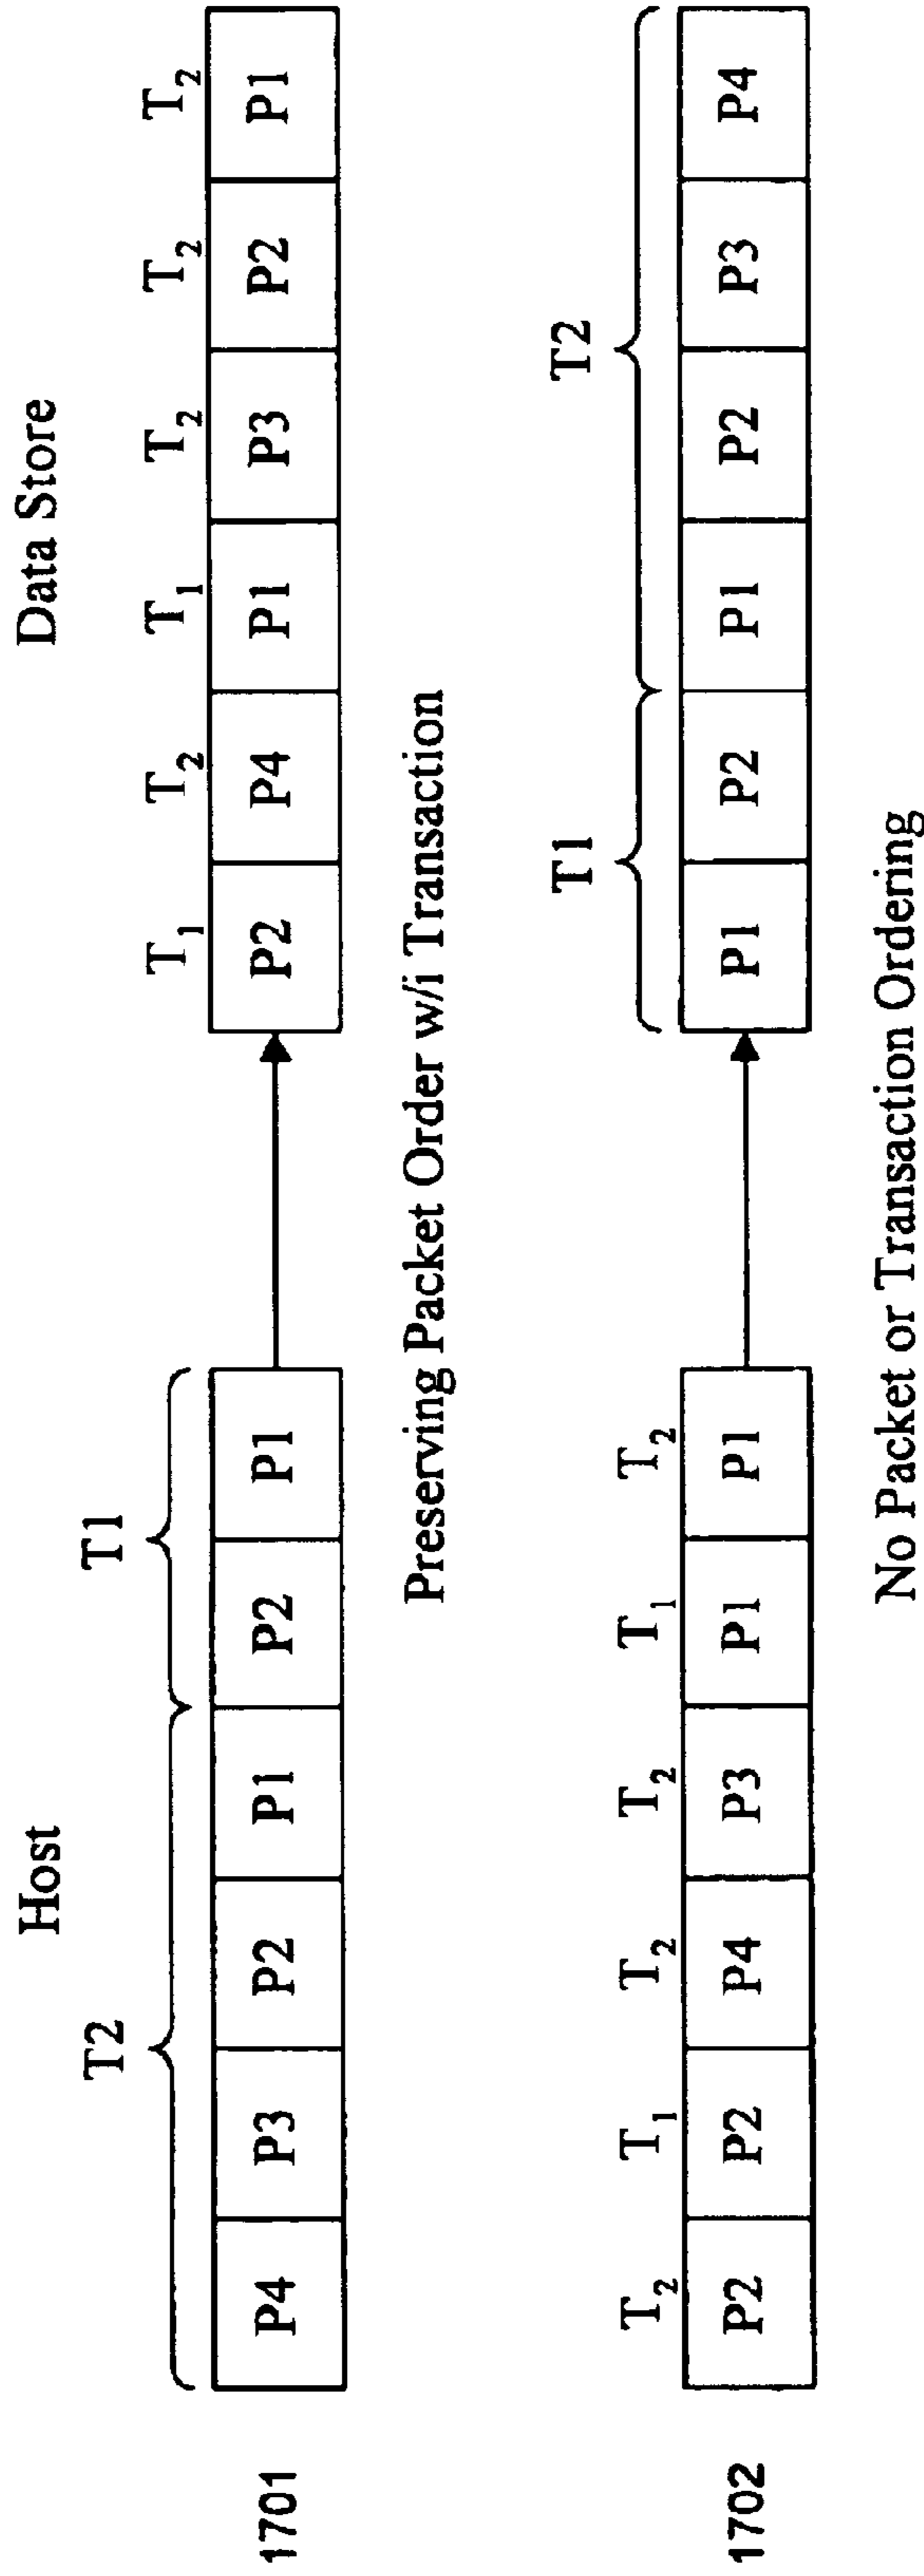 Host Data Store
T2 T1 T₁ T₂ T₁ T₂ T₂ T₂
1701 P4 P3 P2 P1 P2 P1 P2 P4 P1 P3 P2 P1
Preserving Packet Order w/i Transaction
T₂ T₁ T₂ T₂ T₁ T₂ T1 T2
1702 P2 P2 P4 P3 P1 P1 P1 P2 P1 P2 P3 P4
No Packet or Transaction Ordering